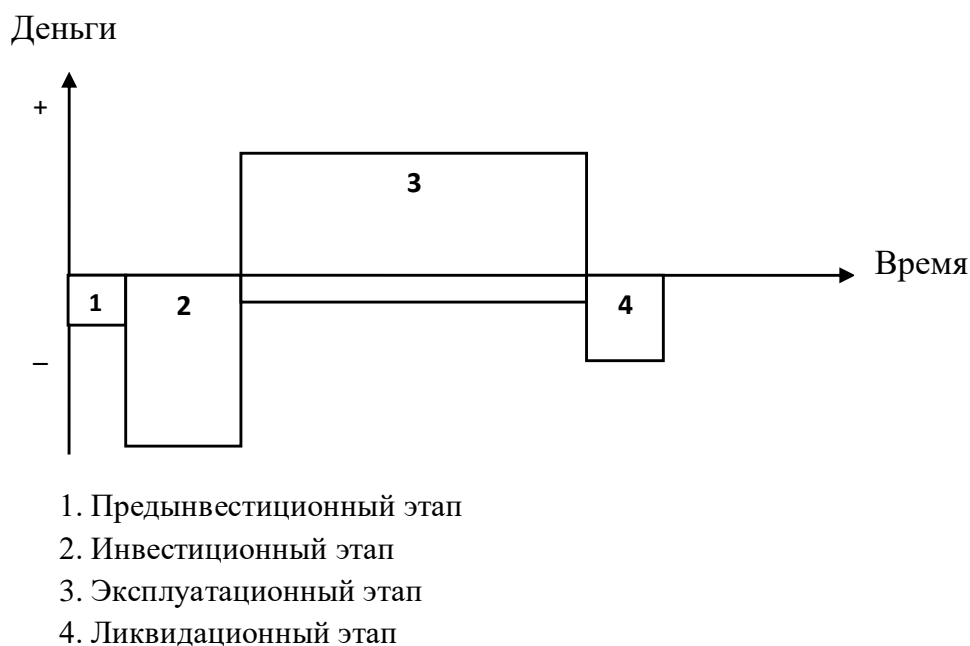 Деньги
+
3
Время
1
2
4
–
1. Предынвестиционный этап
2. Инвестиционный этап
3. Эксплуатационный этап
4. Ликвидационный этап